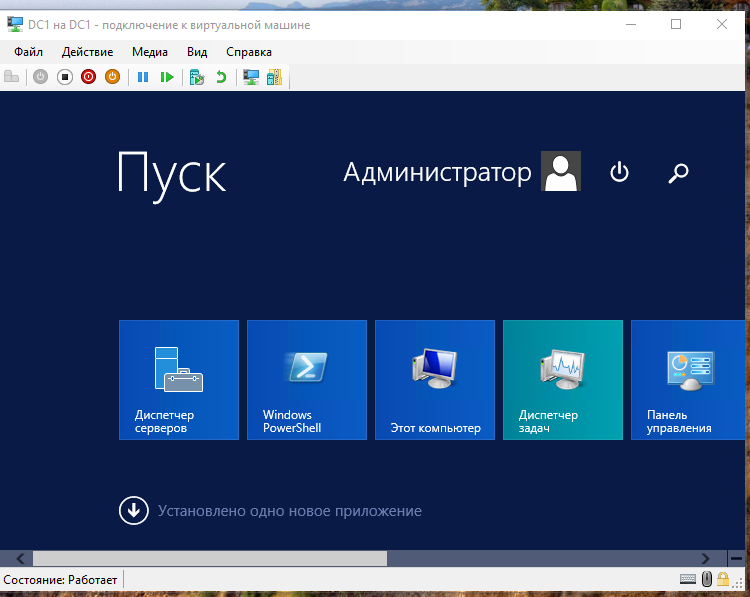 DC1 на DC1 - подключение к виртуальной машине
Файл Действие Медиа Вид Справка
Пуск
Администратор
Диспетчер
серверов
Windows
PowerShell
Этот компьютер
Диспетчер
задач
Панель
управления
Установлено одно новое приложение
Состояние: Работает